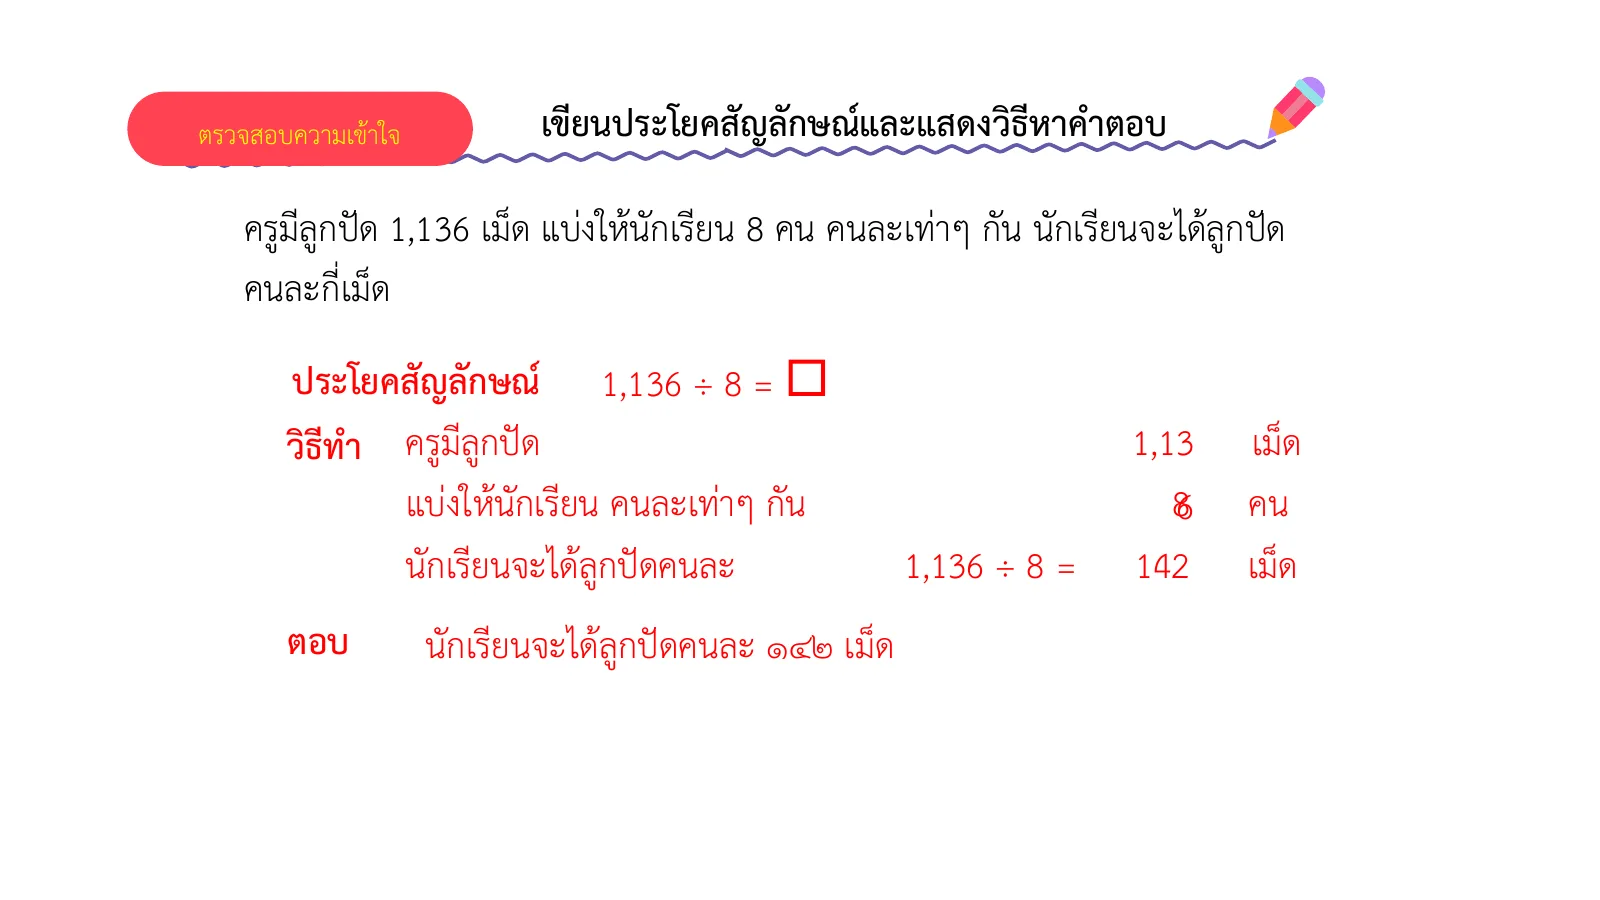 ตรวจสอบความเข้าใจ
เขียนประโยคสัญลักษณ์และแสดงวิธีหาคำตอบ
ครูมีลูกปัด 1,136 เม็ด แบ่งให้นักเรียน 8 คน คนละเท่าๆ กัน นักเรียนจะได้ลูกปัด
คนละกี่เม็ด
ประโยคสัญลักษณ์ 1,136 ÷ 8 = □
วิธีทำ ครูมีลูกปัด 1,136 เม็ด
แบ่งให้นักเรียน คนละเท่าๆ กัน 8 คน
นักเรียนจะได้ลูกปัดคนละ 1,136 ÷ 8 = 142 เม็ด
ตอบ นักเรียนจะได้ลูกปัดคนละ ๑๔๒ เม็ด